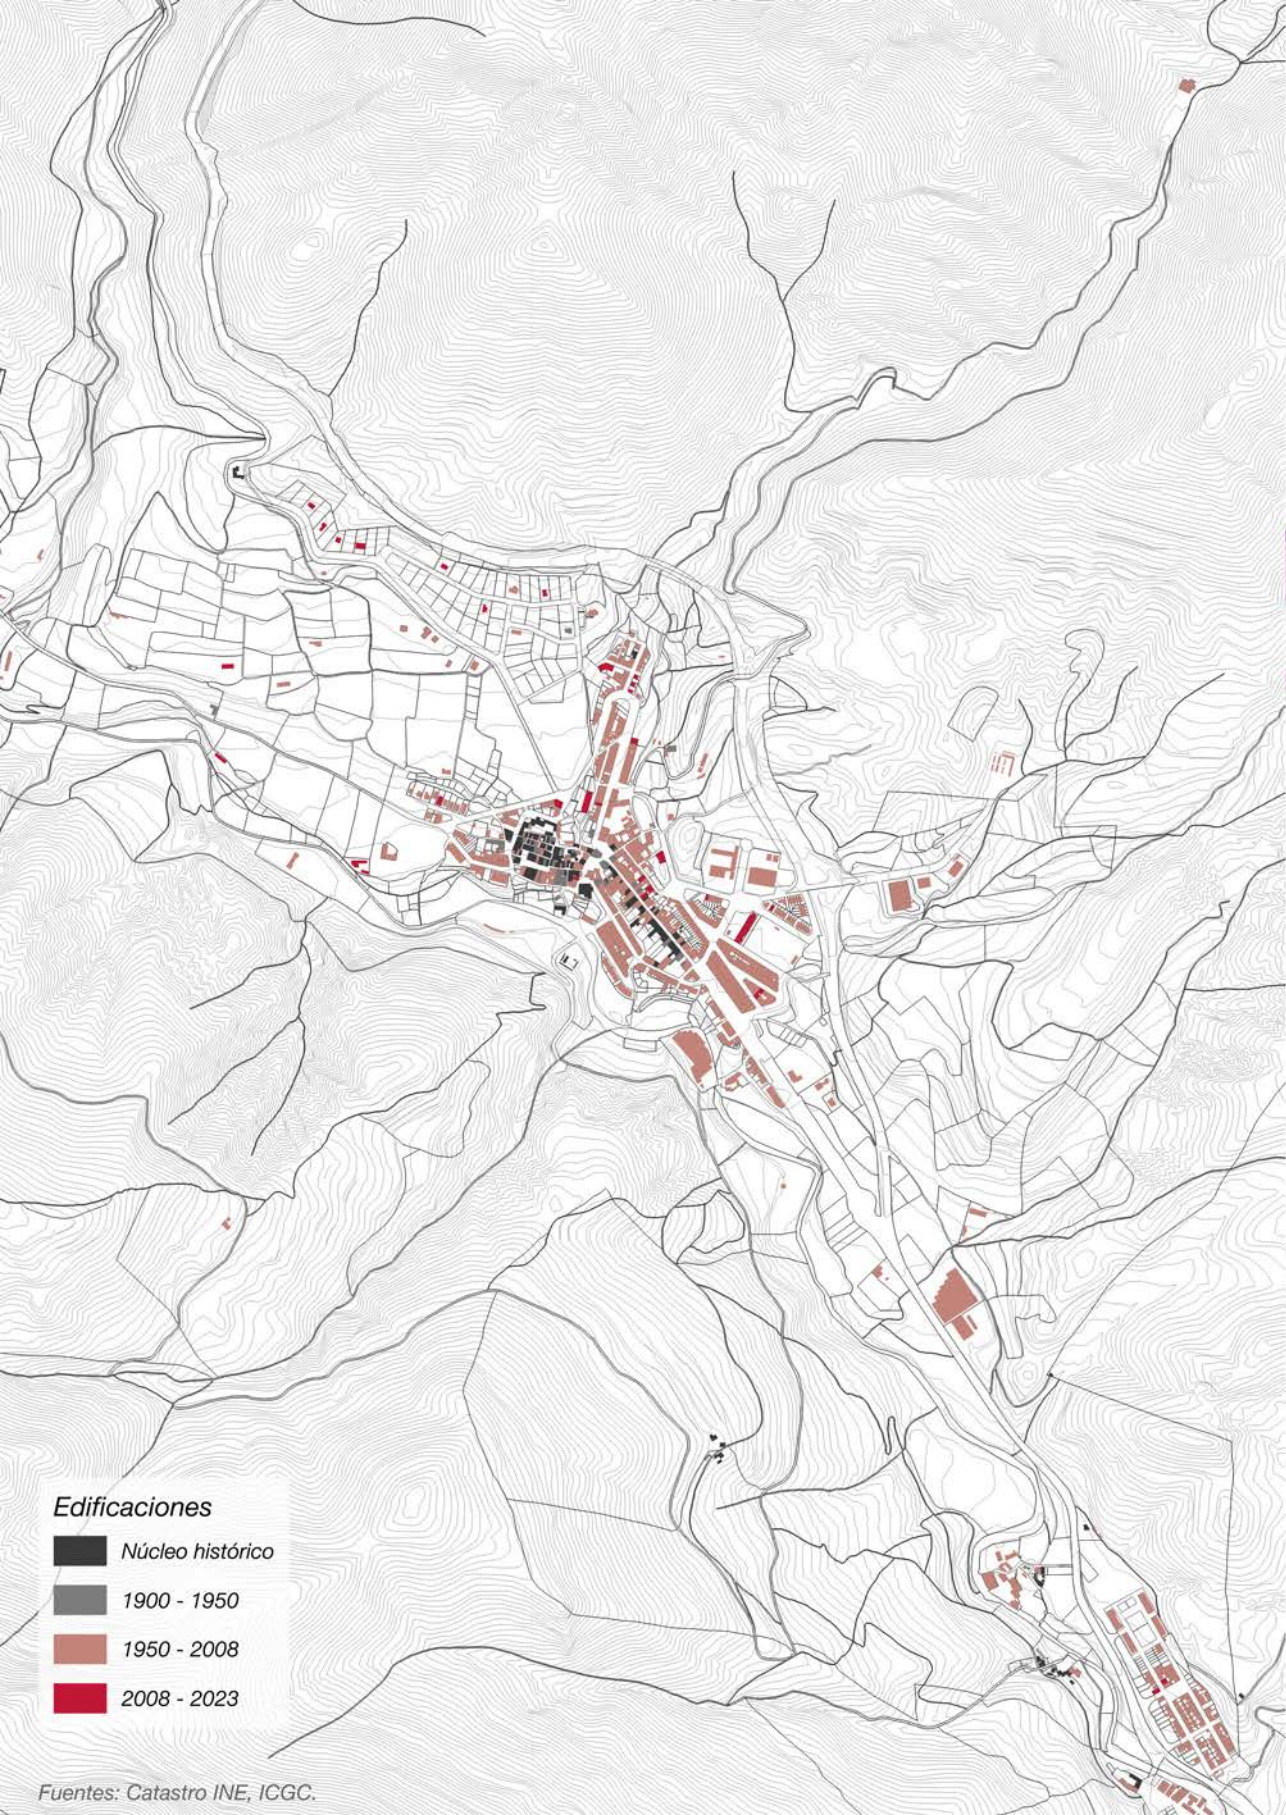 Edificaciones
Núcleo histórico
1900 - 1950
1950 - 2008
2008 - 2023
Fuentes: Catastro INE, ICGC.